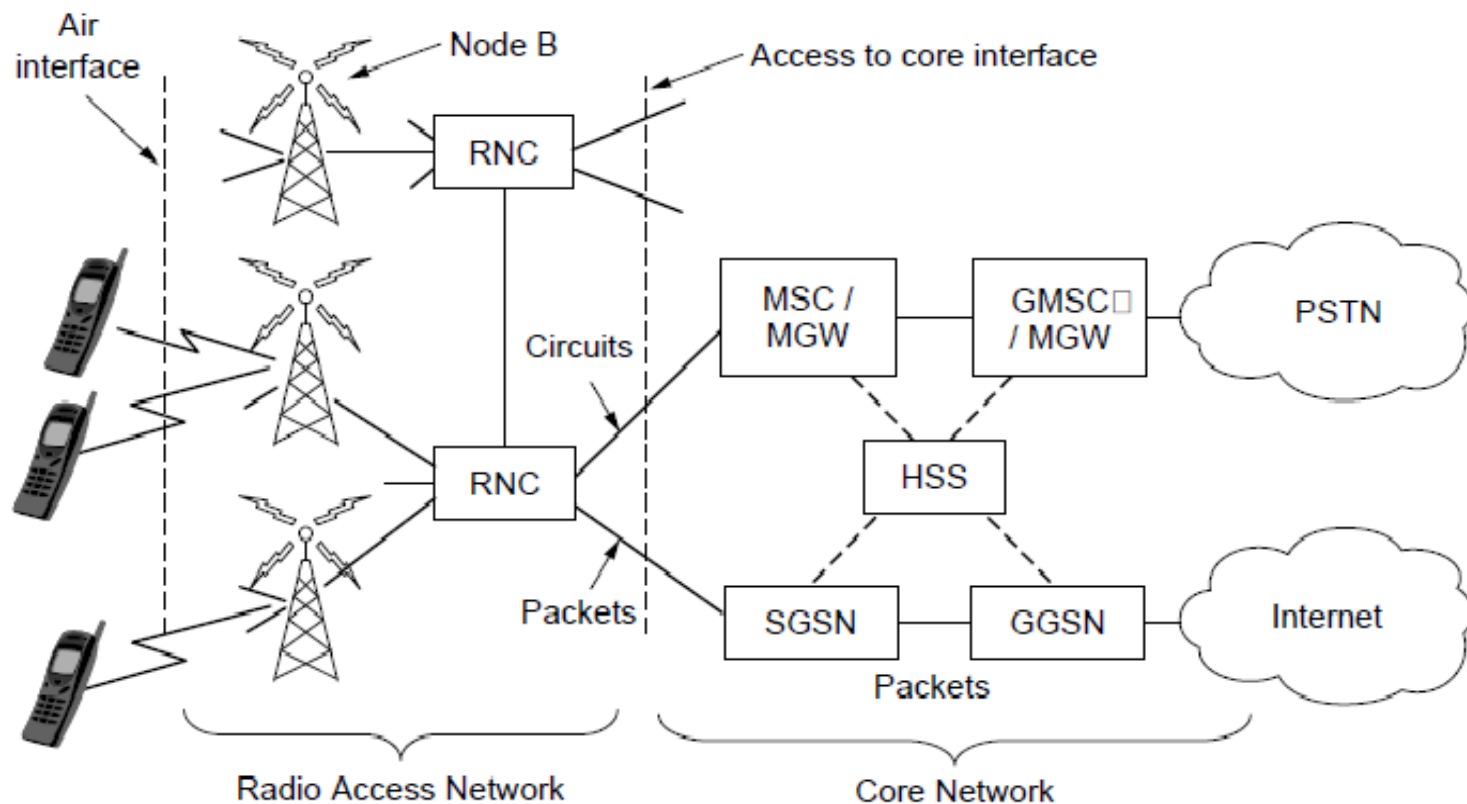 Air
interface
Node B
Access to core interface
RNC
MSC /
MGW
GMSC□
/ MGW
PSTN
Circuits
RNC
HSS
Packets
SGSN
GGSN
Internet
Packets
Radio Access Network
Core Network